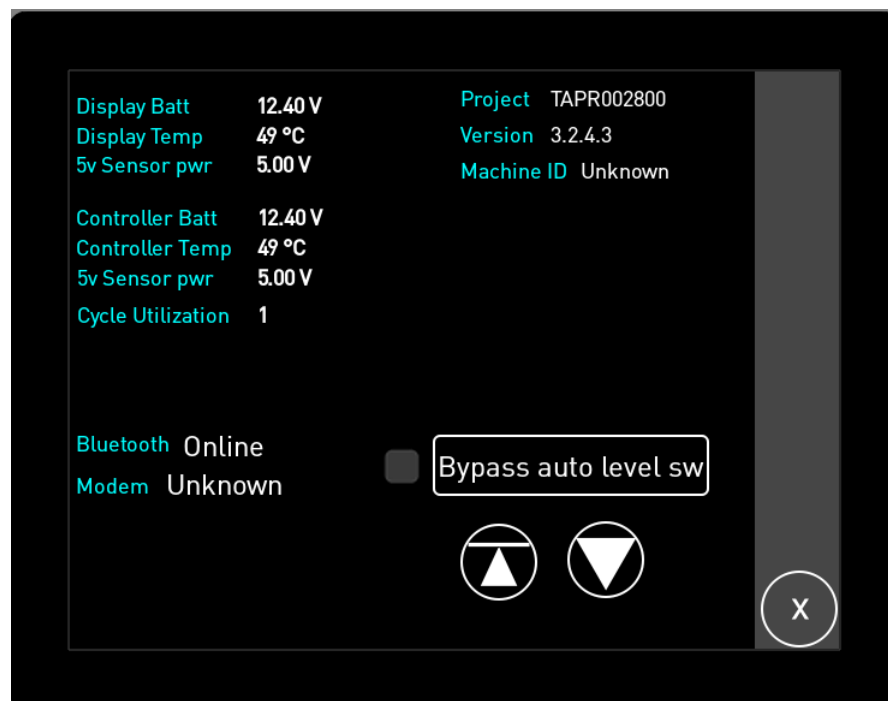 Display Batt 12.40 V
Display Temp 49 °C
5v Sensor pwr 5.00 V
Controller Batt 12.40 V
Controller Temp 49 °C
5v Sensor pwr 5.00 V
Cycle Utilization 1
Project TAPR002800
Version 3.2.4.3
Machine ID Unknown
Bluetooth Online
Modem Unknown
Bypass auto level sw
X